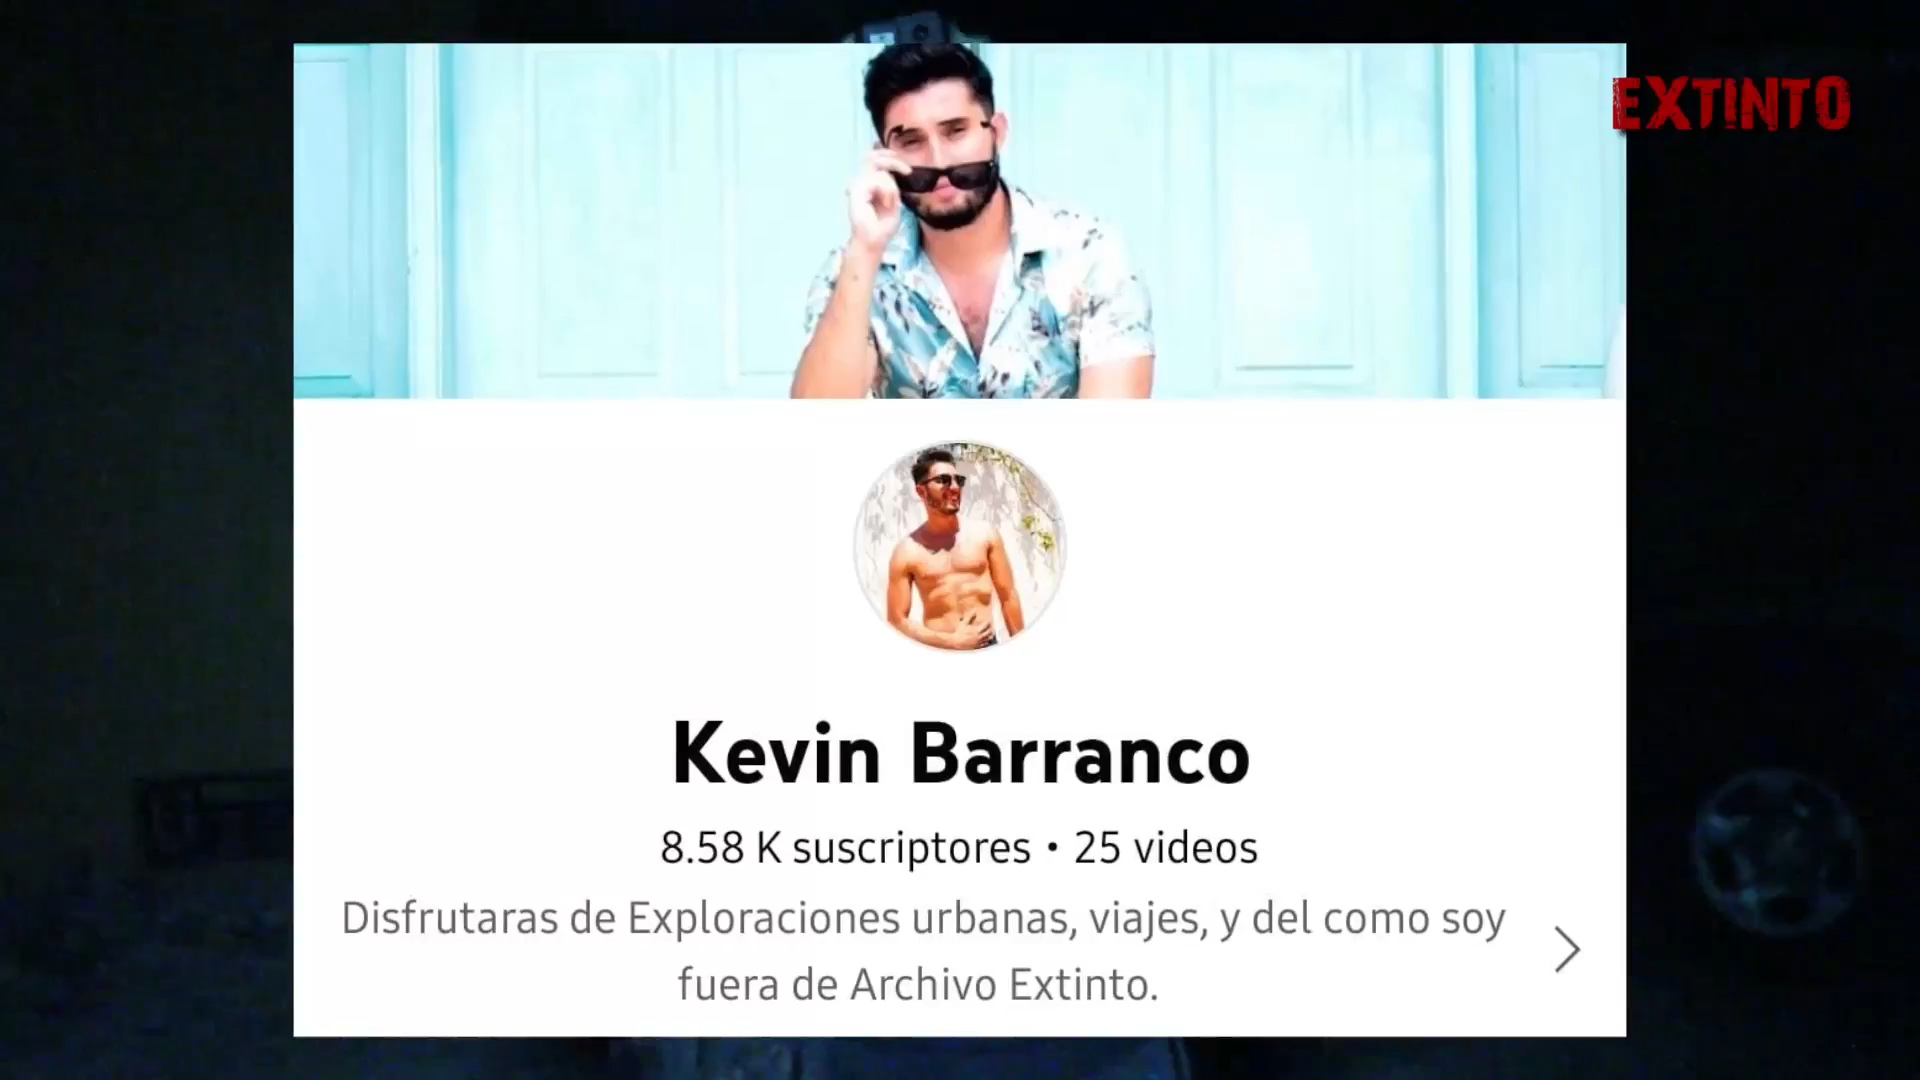 EXTINTO
Kevin Barranco
8.58 K suscriptores • 25 videos
Disfrutaras de Exploraciones urbanas, viajes, y del como soy
fuera de Archivo Extinto.